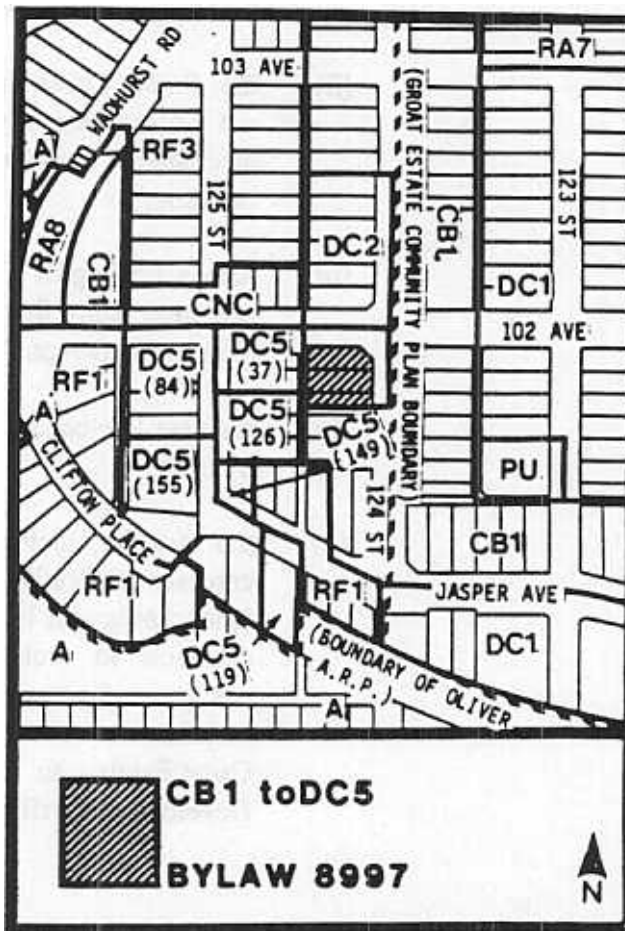 103 AVE
RA7
WADHURST RD
A
RF3
125 ST
(GROAT ESTATE COMMUNITY PLAN BOUNDARY
123 ST
RA8
CB1
DC2
CB1
DC1
CNC
102 AVE
RF1
DC5
(84)
DC5
(37)
A
DC5
(126)
DC5
(149)
DC5
(155)
PU
CLIFTON PLACE
124 ST
CB1
RF1
RF1
JASPER AVE
A
DC5
(119)
DC1
(BOUNDARY OF OLIVER
A.R.P.)
A
CB1 toDC5
BYLAW 8997
N